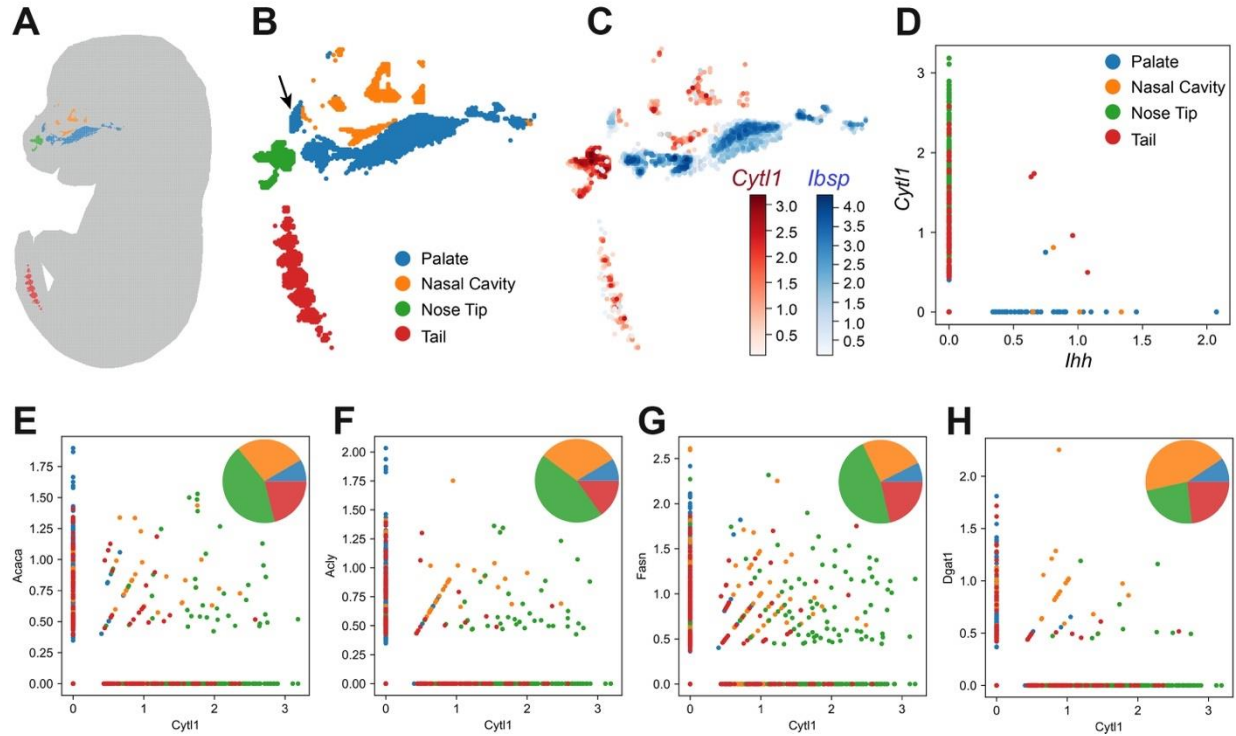 A
B
Palate
Nasal Cavity
Nose Tip
Tail
C
Cytl1
Ibsp
3.0
2.5
2.0
1.5
1.0
0.5
4.0
3.5
3.0
2.5
2.0
1.5
1.0
0.5
D
Palate
Nasal Cavity
Nose Tip
Tail
3
2
1
0
0.0 0.5 1.0 1.5 2.0
Cytl1
Ihh
E
1.75
1.50
1.25
1.00
0.75
0.50
0.25
0.00
0 1 2 3
Acaca
Cytl1
F
2.00
1.75
1.50
1.25
1.00
0.75
0.50
0.25
0.00
0 1 2 3
Acly
Cytl1
G
2.5
2.0
1.5
1.0
0.5
0.0
0 1 2 3
Fasn
Cytl1
H
2.0
1.5
1.0
0.5
0.0
0 1 2 3
Dgat1
Cytl1